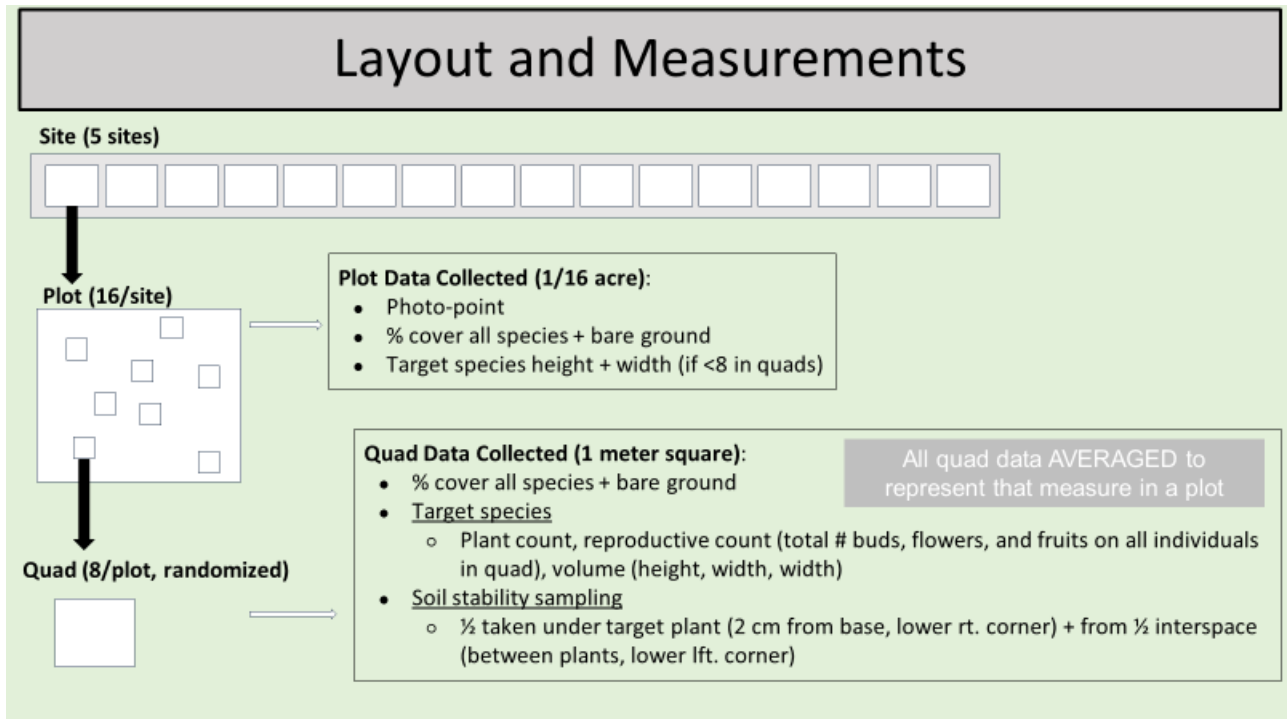 Layout and Measurements
Site (5 sites)
Plot (16/site)
Plot Data Collected (1/16 acre):
• Photo-point
• % cover all species + bare ground
• Target species height + width (if <8 in quads)
Quad (8/plot, randomized)
Quad Data Collected (1 meter square):
• % cover all species + bare ground
• Target species
o Plant count, reproductive count (total # buds, flowers, and fruits on all individuals
in quad), volume (height, width, width)
• Soil stability sampling
o ½ taken under target plant (2 cm from base, lower rt. corner) + from ½ interspace
(between plants, lower lft. corner)
All quad data AVERAGED to
represent that measure in a plot